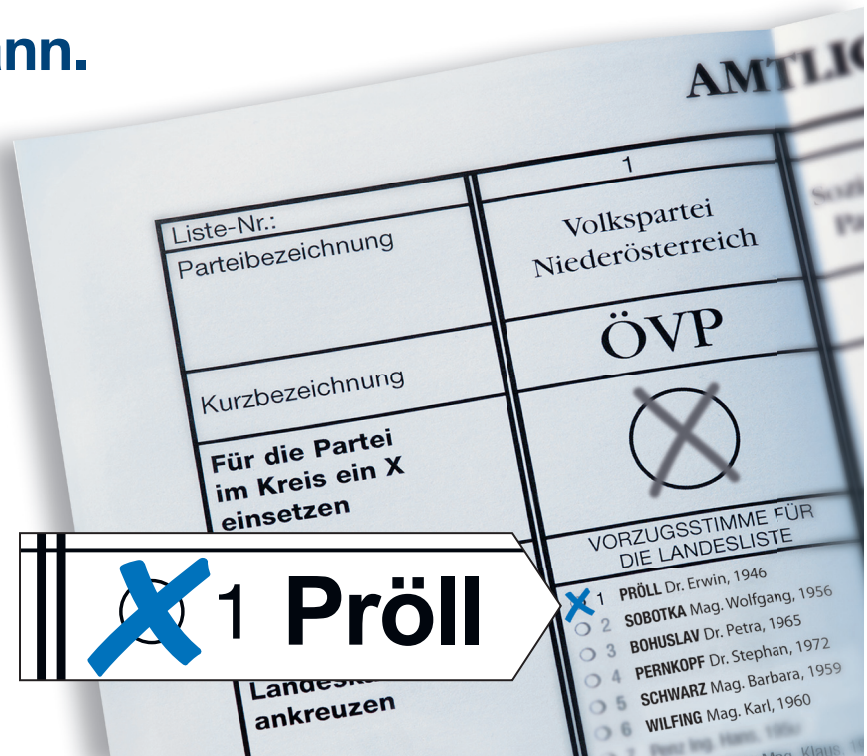 ann.
AMTLIC
Liste-Nr.:
1
Parteibezeichnung
Volkspartei
Niederösterreich
Kurzbezeichnung
ÖVP
Für die Partei
im Kreis ein X
einsetzen
VORZUGSSTIMME FÜR
DIE LANDESLISTE
1 Pröll
1 PRÖLL Dr. Erwin, 1946
2 SOBOTKA Mag. Wolfgang, 1956
3 BOHUSLAV Dr. Petra, 1965
4 PERNKOPF Dr. Stephan, 1972
5 SCHWARZ Mag. Barbara, 1959
6 WILFING Mag. Karl, 1960
ankreuzen